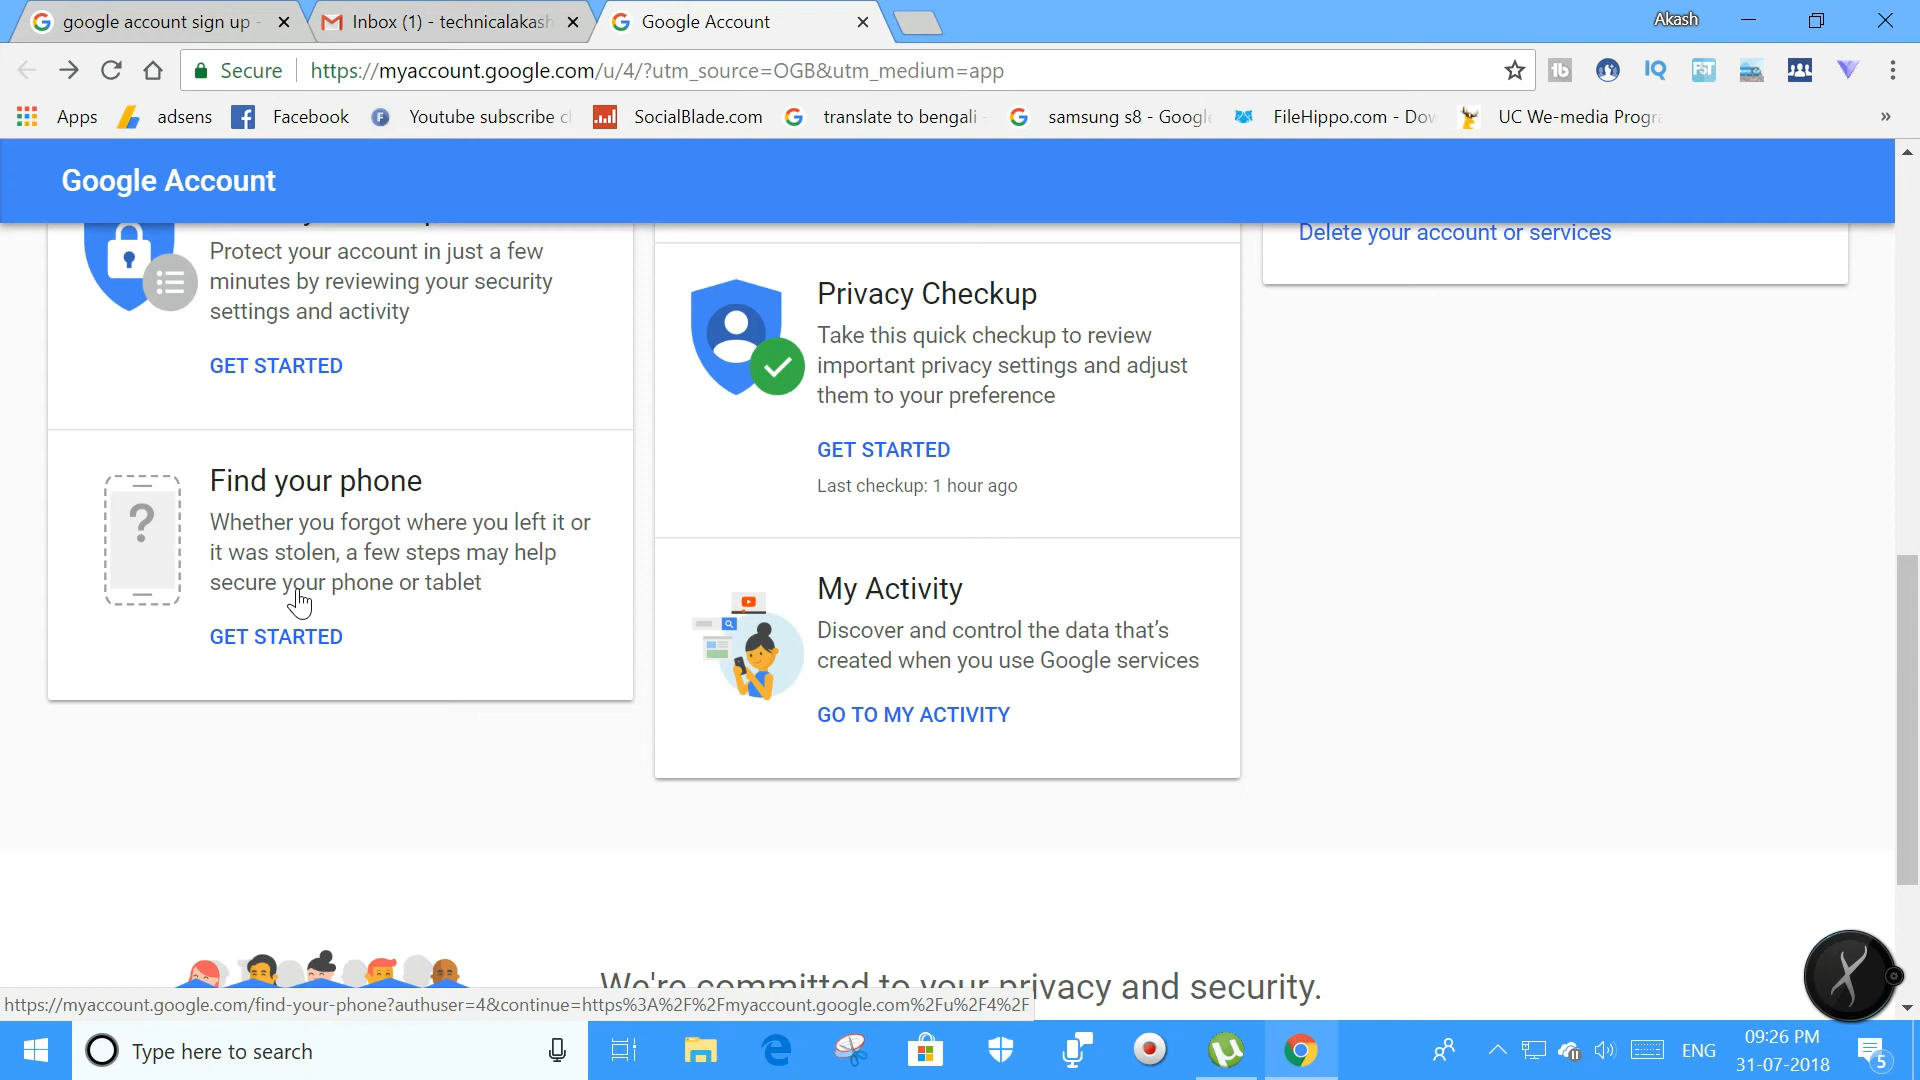 google account sign up -
Inbox (1) - technicalakash
Google Account
Akash
Secure
https://myaccount.google.com/u/4/?utm_source=OGB&utm_medium=app
Apps
adsens
Facebook
Youtube subscribe c
SocialBlade.com
translate to bengali -
samsung s8 - Googl
FileHippo.com - Dow
UC We-media Progra
»
Google Account
Protect your account in just a few
minutes by reviewing your security
settings and activity
GET STARTED
Find your phone
Whether you forgot where you left it or
it was stolen, a few steps may help
secure your phone or tablet
GET STARTED
Privacy Checkup
Take this quick checkup to review
important privacy settings and adjust
them to your preference
GET STARTED
Last checkup: 1 hour ago
My Activity
Discover and control the data that's
created when you use Google services
GO TO MY ACTIVITY
Delete your account or services
We're committed to your privacy and security.
https://myaccount.google.com/find-your-phone?authuser=4&continue=https%3A%2F%2Fmyaccount.google.com%2Fu%2F4%2F
Type here to search
ENG
09:26 PM
31-07-2018
5